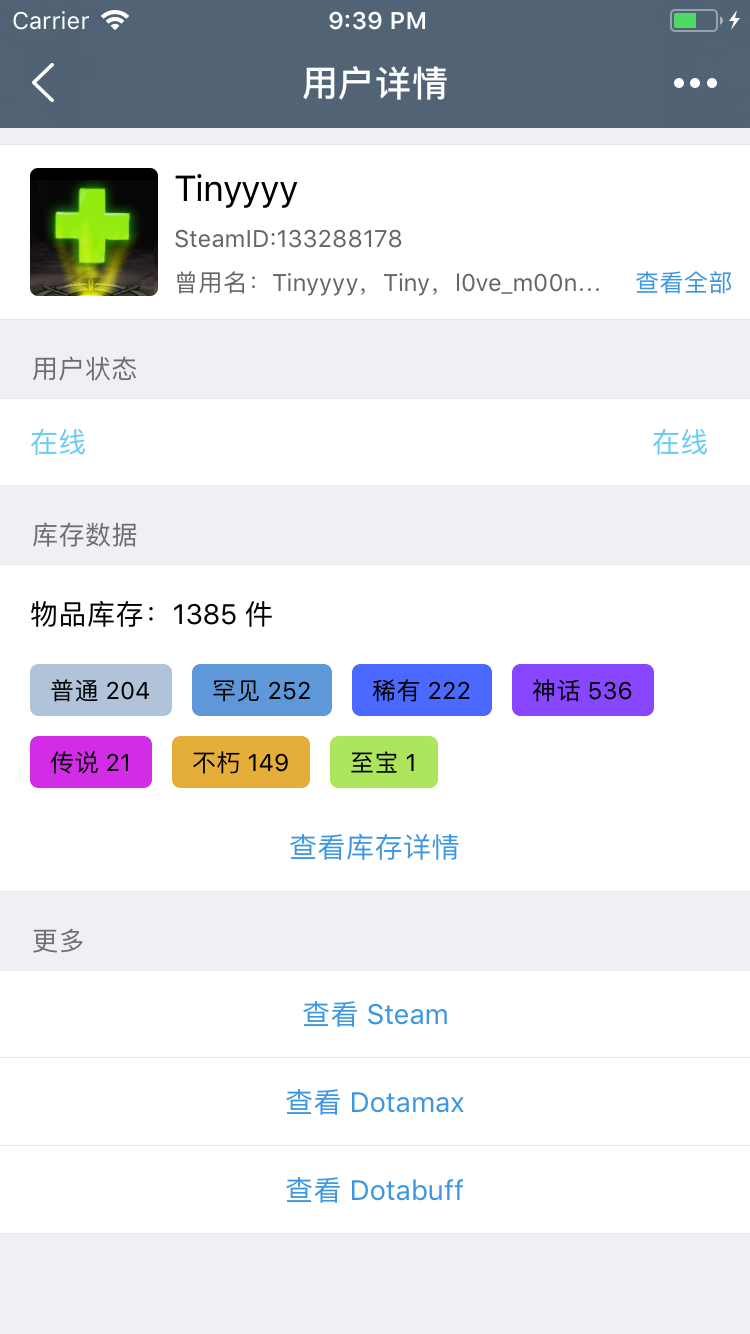 Carrier 9:39 PM
用户详情
Tinyyyy
SteamID:133288178
曾用名：Tinyyyy，Tiny，l0ve_m00n... 查看全部
用户状态
在线 在线
库存数据
物品库存：1385 件
普通 204 罕见 252 稀有 222 神话 536
传说 21 不朽 149 至宝 1
查看库存详情
更多
查看 Steam
查看 Dotamax
查看 Dotabuff